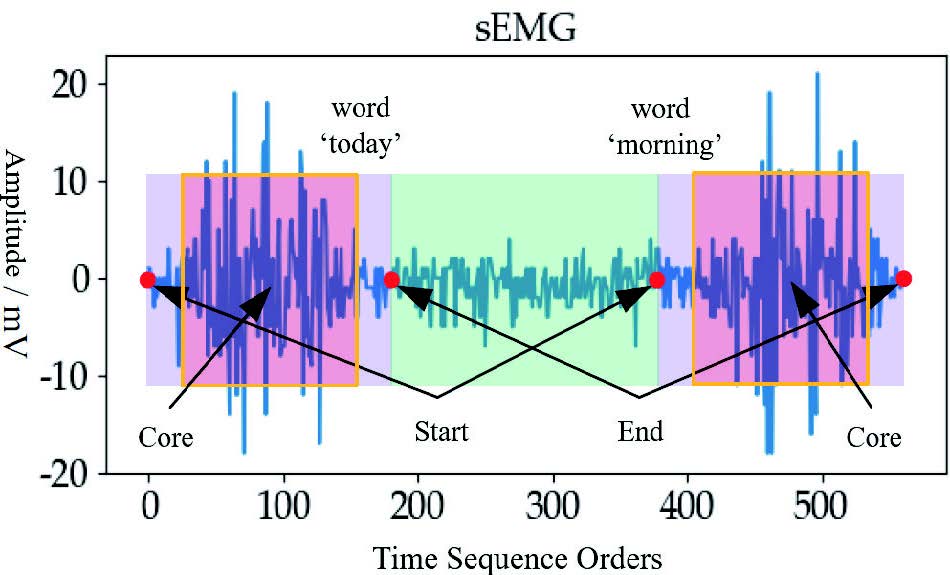 sEMG
20
10
0
-10
-20
Amplitude / mV
word
‘today’
word
‘morning’
Core
Start
End
Core
0
100
200
300
400
500
Time Sequence Orders